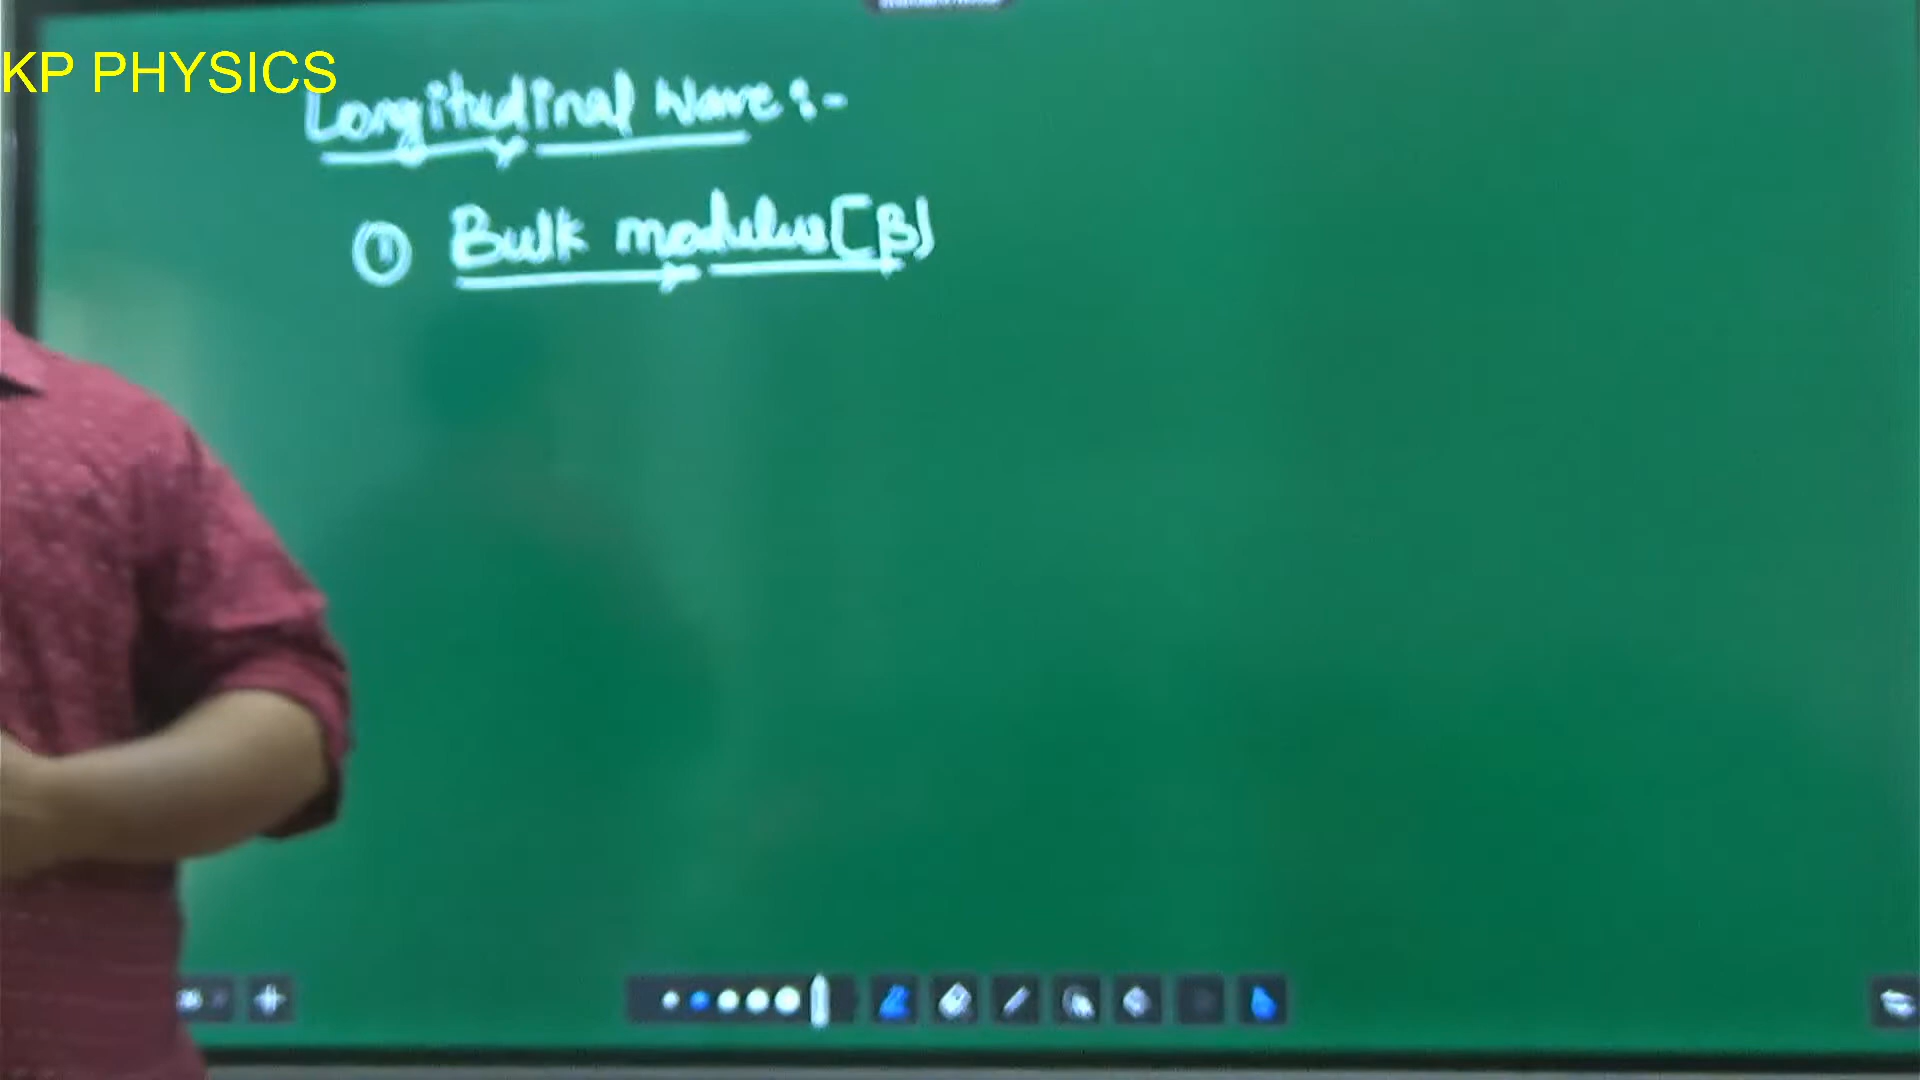 KP PHYSICS
Longitudinal Wave :-
① Bulk modulus [β)